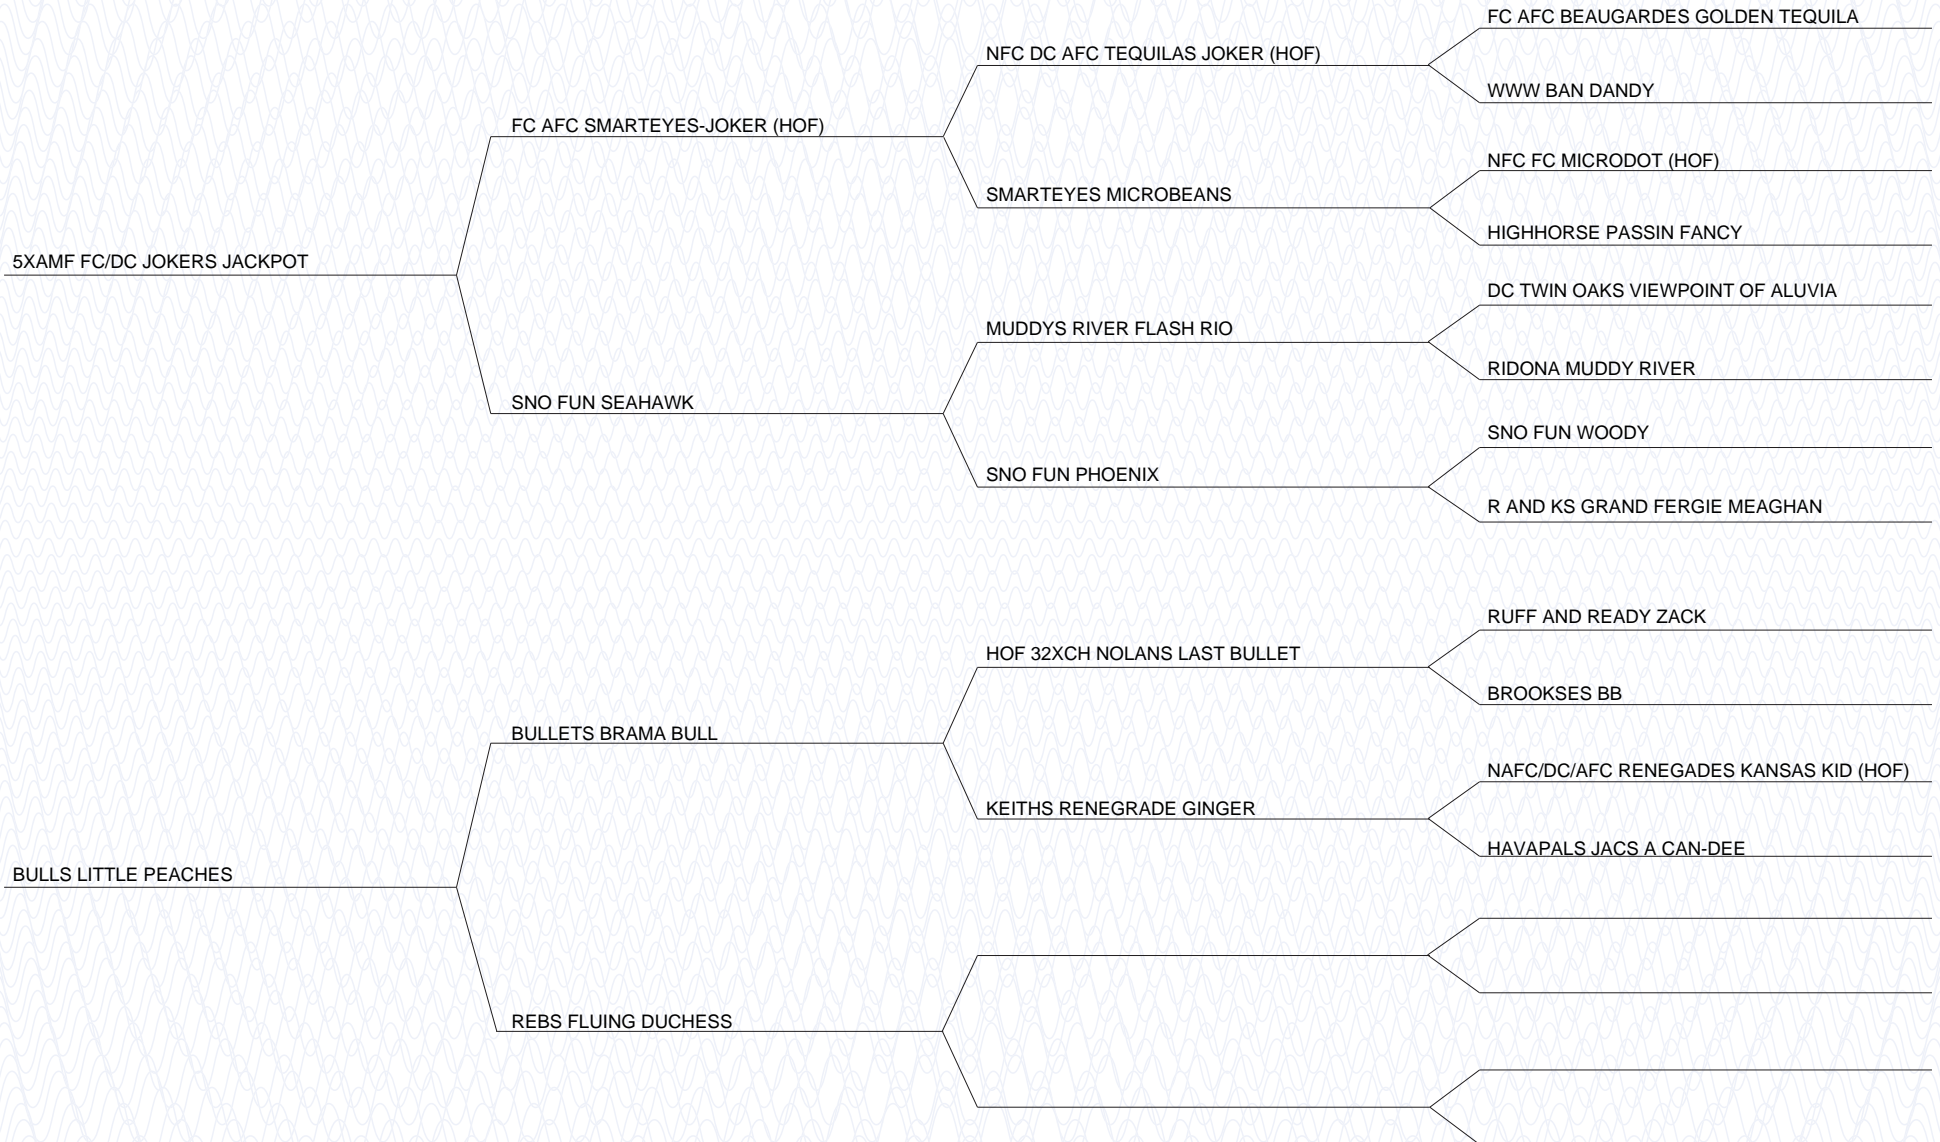 FC AFC BEAUGARDES GOLDEN TEQUILA
NFC DC AFC TEQUILAS JOKER (HOF)
WWW BAN DANDY
FC AFC SMARTEYES-JOKER (HOF)
NFC FC MICRODOT (HOF)
SMARTEYES MICROBEANS
HIGHHORSE PASSIN FANCY
5XAMF FC/DC JOKERS JACKPOT
DC TWIN OAKS VIEWPOINT OF ALUVIA
MUDDYS RIVER FLASH RIO
RIDONA MUDDY RIVER
SNO FUN SEAHAWK
SNO FUN WOODY
SNO FUN PHOENIX
R AND KS GRAND FERGIE MEAGHAN
RUFF AND READY ZACK
HOF 32XCH NOLANS LAST BULLET
BROOKSES BB
BULLETS BRAMA BULL
NAFC/DC/AFC RENEGADES KANSAS KID (HOF)
KEITHS RENEGRADE GINGER
HAVAPALS JACS A CAN-DEE
BULLS LITTLE PEACHES
REBS FLUING DUCHESS